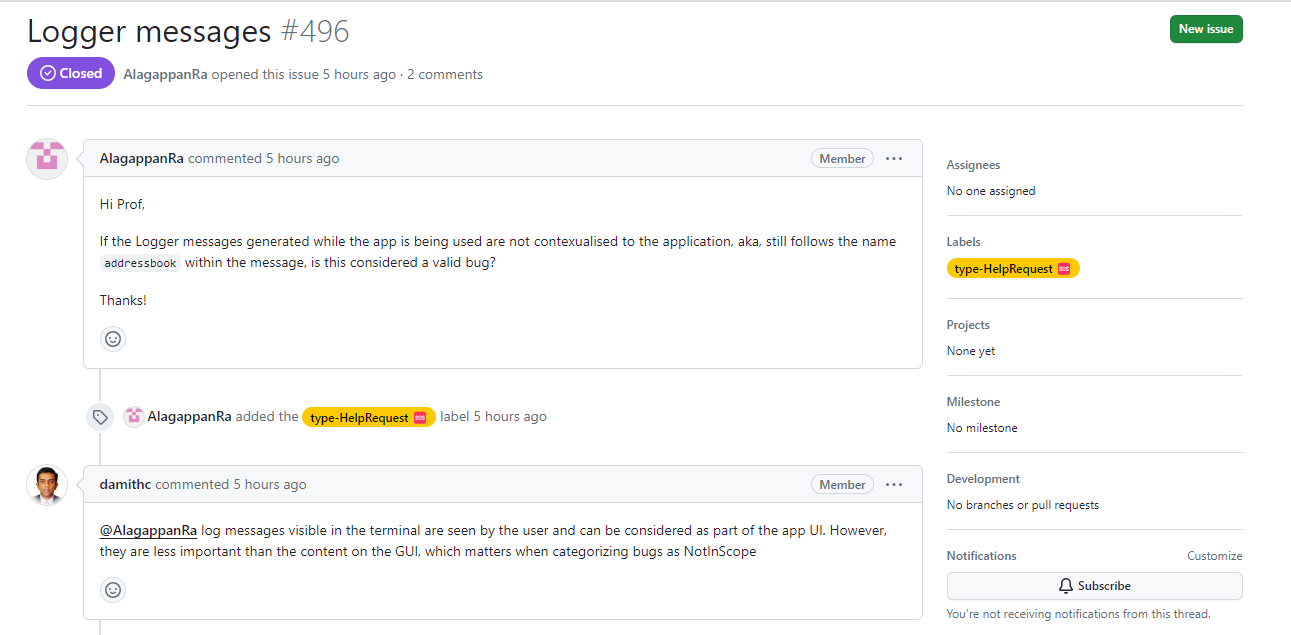 Logger messages #496
New issue
Closed
AlagappanRa opened this issue 5 hours ago · 2 comments
AlagappanRa commented 5 hours ago
Member
Hi Prof,
If the Logger messages generated while the app is being used are not contexualised to the application, aka, still follows the name
addressbook within the message, is this considered a valid bug?
Thanks!
AlagappanRa added the type-HelpRequest 🆘 label 5 hours ago
damithc commented 5 hours ago
Member
@AlagappanRa log messages visible in the terminal are seen by the user and can be considered as part of the app UI. However,
they are less important than the content on the GUI, which matters when categorizing bugs as NotInScope
Assignees
No one assigned
Labels
type-HelpRequest 🆘
Projects
None yet
Milestone
No milestone
Development
No branches or pull requests
Notifications
Customize
Subscribe
You're not receiving notifications from this thread.